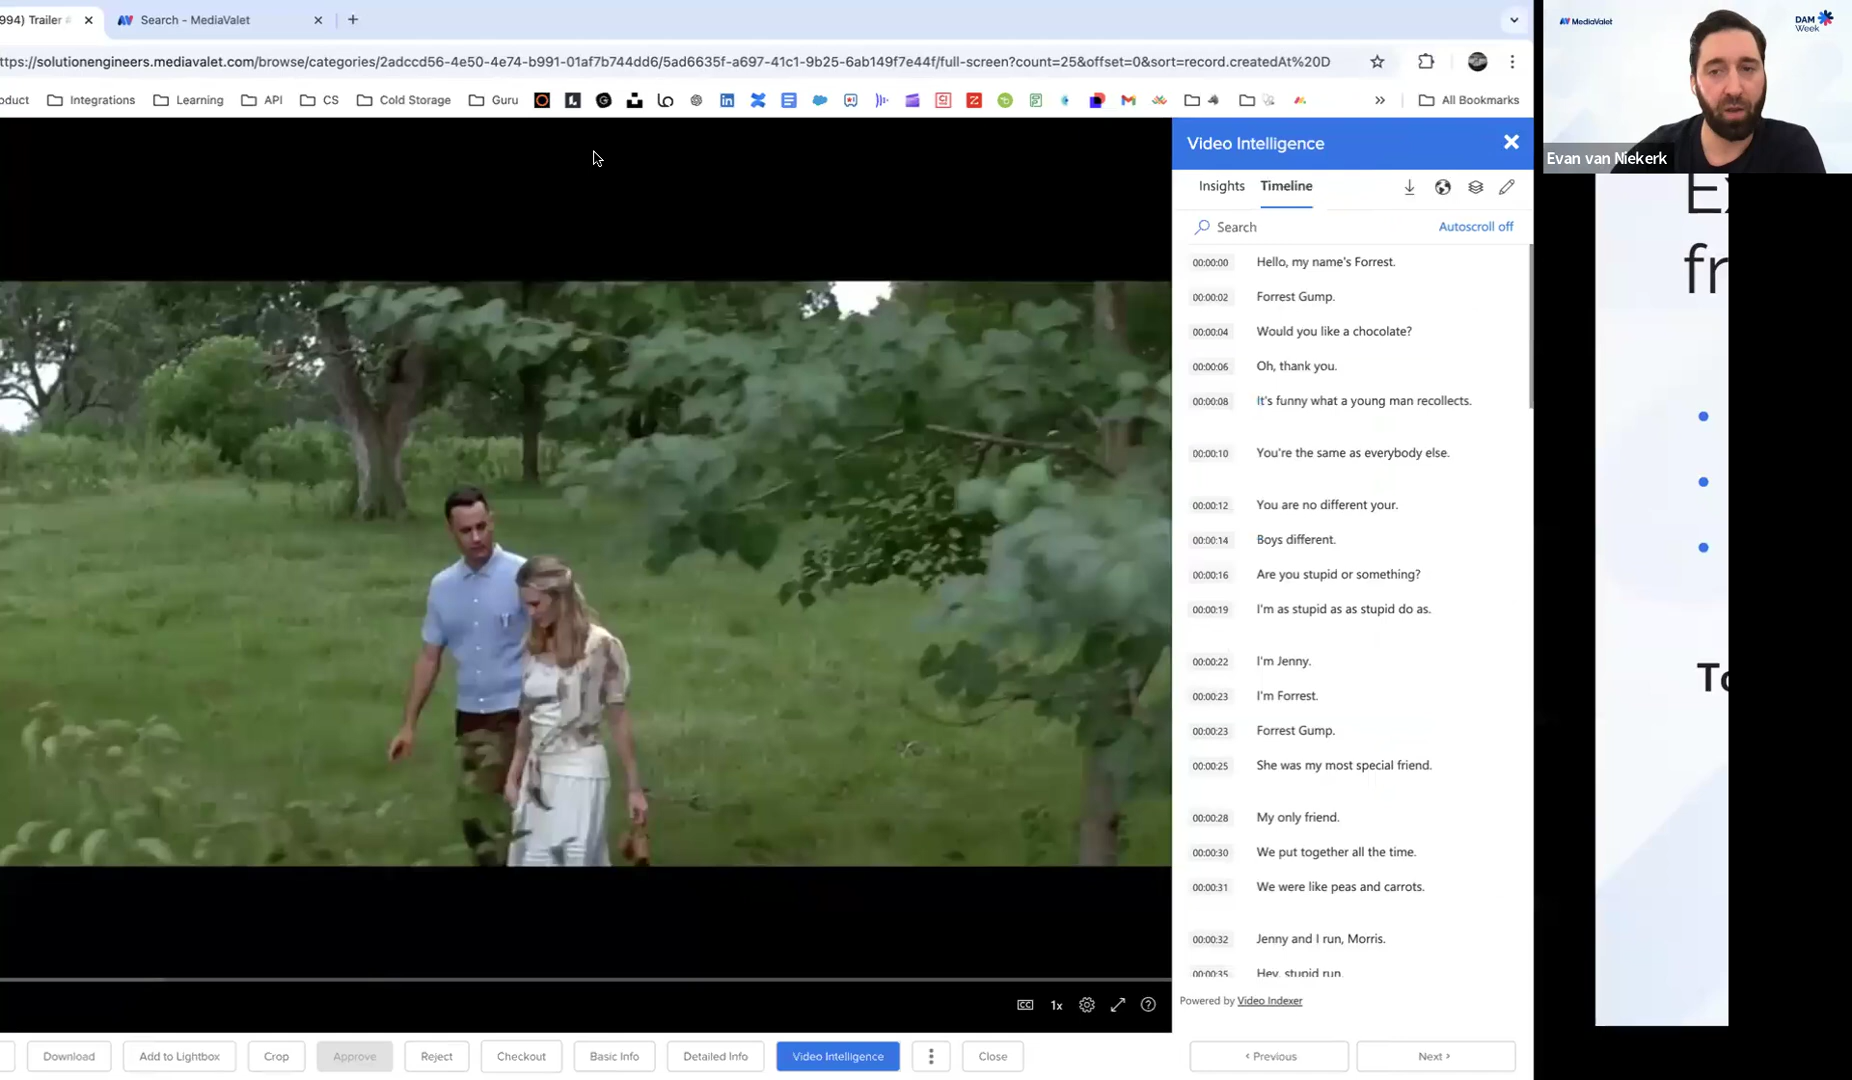 994) Trailer
Search - MediaValet
ttps://solutionengineers.mediavalet.com/browse/categories/2adccd56-4e50-4e74-b991-01af7b744dd6/5ad6635f-a697-41c1-9b25-6ab149f7e44f/full-screen?count=25&offset=0&sort=record.createdAt%20D
oduct
Integrations
Learning
API
CS
Cold Storage
Guru
All Bookmarks
MediaValet
DAM
Week
Evan van Niekerk
Video Intelligence
Insights
Timeline
Search
Autoscroll off
00:00:00 Hello, my name's Forrest.
00:00:02 Forrest Gump.
00:00:04 Would you like a chocolate?
00:00:06 Oh, thank you.
00:00:08 It's funny what a young man recollects.
00:00:10 You're the same as everybody else.
00:00:12 You are no different your.
00:00:14 Boys different.
00:00:16 Are you stupid or something?
00:00:19 I'm as stupid as as stupid do as.
00:00:22 I'm Jenny.
00:00:23 I'm Forrest.
00:00:23 Forrest Gump.
00:00:25 She was my most special friend.
00:00:28 My only friend.
00:00:30 We put together all the time.
00:00:31 We were like peas and carrots.
00:00:32 Jenny and I run, Morris.
00:00:35 Hey, stupid run.
Powered by Video Indexer
CC 1x
Download
Add to Lightbox
Crop
Approve
Reject
Checkout
Basic Info
Detailed Info
Video Intelligence
Close
‹ Previous
Next ›
fr
To